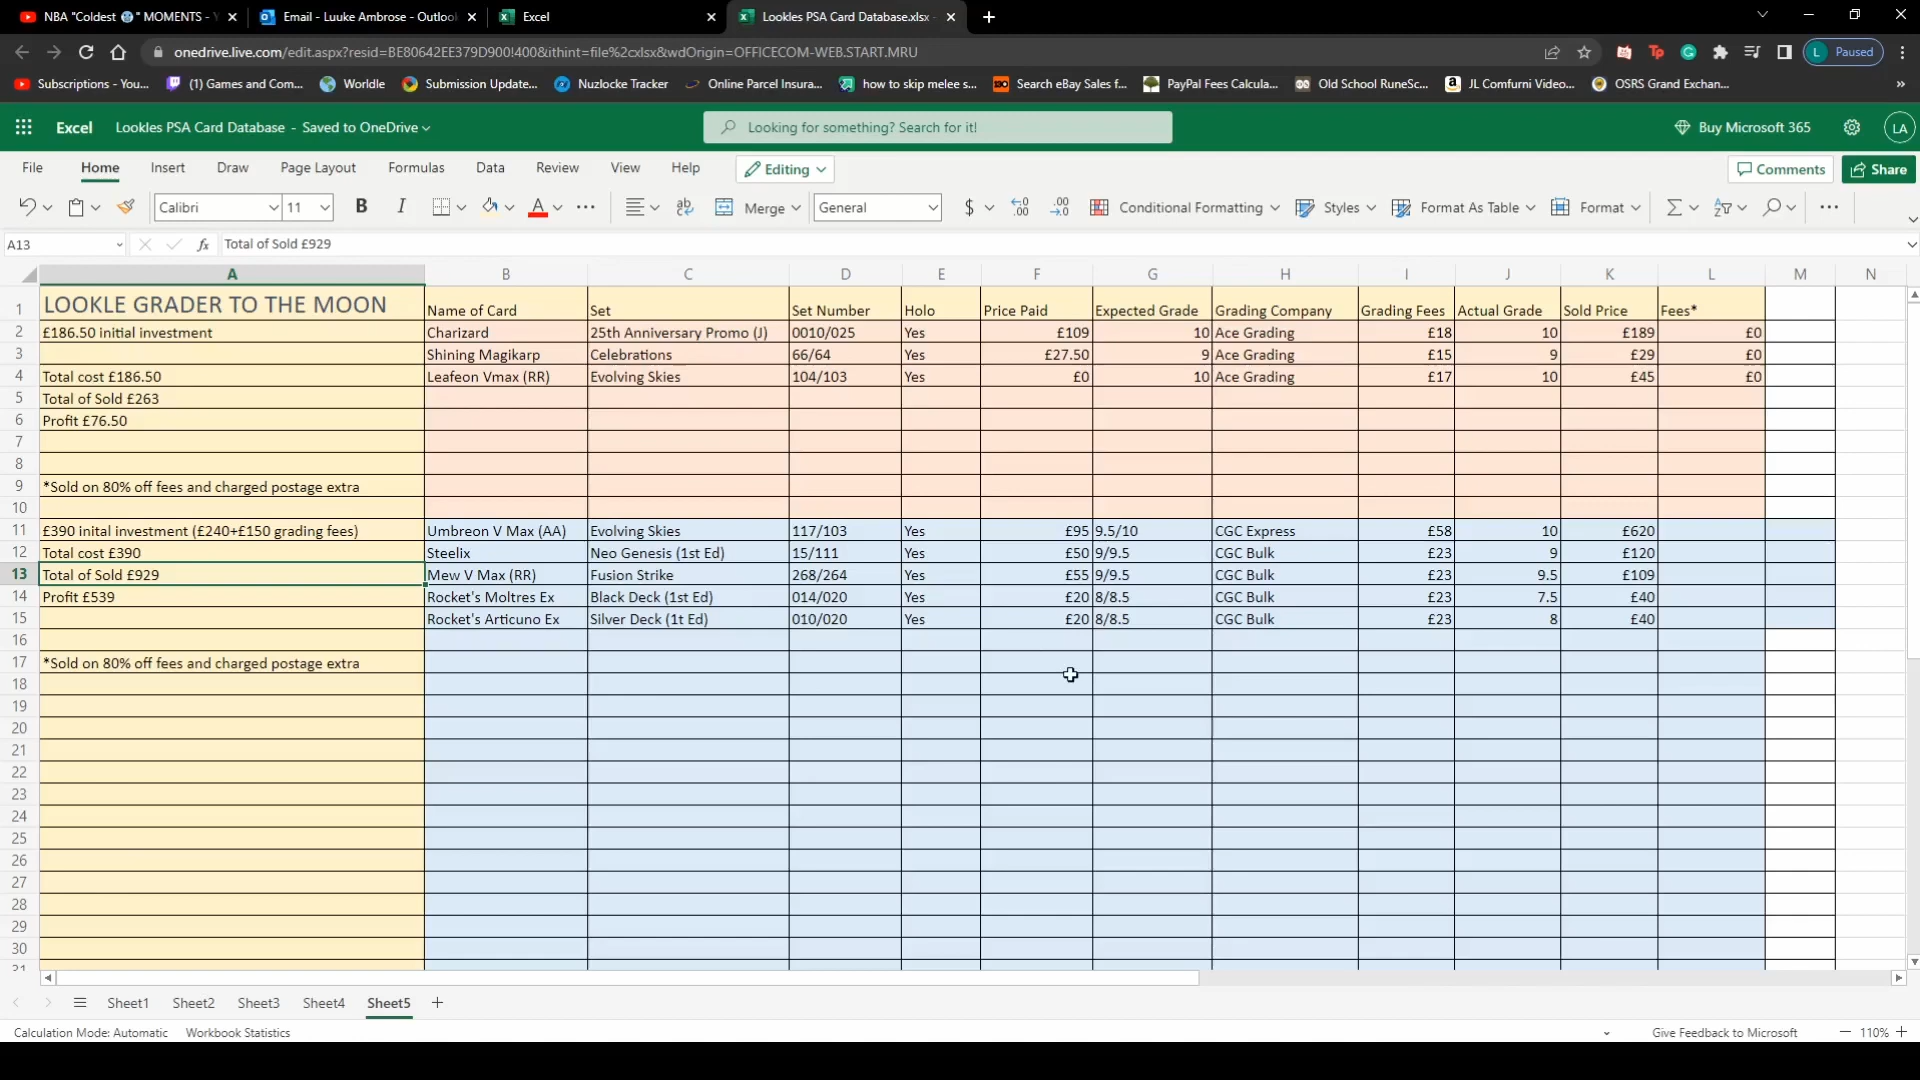 NBA "Coldest 🥶" MOMENTS - Y
Email - Luuke Ambrose - Outlook
Excel
Lookles PSA Card Database.xlsx -
onedrive.live.com/edit.aspx?resid=BE80642EE379D900!400&ithint=file%2cxlsx&wdOrigin=OFFICECOM-WEB.START.MRU
L Paused
Subscriptions - You... (1) Games and Com... Worldle Submission Update... Nuzlocke Tracker Online Parcel Insura... how to skip melee s... Search eBay Sales f... PayPal Fees Calcula... Old School RuneSc... JL Comfurni Video... OSRS Grand Exchan... »
Excel Lookles PSA Card Database - Saved to OneDrive Looking for something? Search for it! Buy Microsoft 365 LA
File Home Insert Draw Page Layout Formulas Data Review View Help Editing Comments Share
Calibri 11 B I A Merge General $ Conditional Formatting Styles Format As Table Format
A13 fx Total of Sold £929
A B C D E F G H I J K L M N
1 LOOKLE GRADER TO THE MOON Name of Card Set Set Number Holo Price Paid Expected Grade Grading Company Grading Fees Actual Grade Sold Price Fees*
2 £186.50 initial investment Charizard 25th Anniversary Promo (J) 0010/025 Yes £109 10 Ace Grading £18 10 £189 £0
3 Shining Magikarp Celebrations 66/64 Yes £27.50 9 Ace Grading £15 9 £29 £0
4 Total cost £186.50 Leafeon Vmax (RR) Evolving Skies 104/103 Yes £0 10 Ace Grading £17 10 £45 £0
5 Total of Sold £263
6 Profit £76.50
7
8
9 *Sold on 80% off fees and charged postage extra
10
11 £390 inital investment (£240+£150 grading fees) Umbreon V Max (AA) Evolving Skies 117/103 Yes £95 9.5/10 CGC Express £58 10 £620
12 Total cost £390 Steelix Neo Genesis (1st Ed) 15/111 Yes £50 9/9.5 CGC Bulk £23 9 £120
13 Total of Sold £929 Mew V Max (RR) Fusion Strike 268/264 Yes £55 9/9.5 CGC Bulk £23 9.5 £109
14 Profit £539 Rocket's Moltres Ex Black Deck (1st Ed) 014/020 Yes £20 8/8.5 CGC Bulk £23 7.5 £40
15 Rocket's Articuno Ex Silver Deck (1t Ed) 010/020 Yes £20 8/8.5 CGC Bulk £23 8 £40
16
17 *Sold on 80% off fees and charged postage extra
18
19
20
21
22
23
24
25
26
27
28
29
30
31
Sheet1 Sheet2 Sheet3 Sheet4 Sheet5 +
Calculation Mode: Automatic Workbook Statistics Give Feedback to Microsoft — 110% +